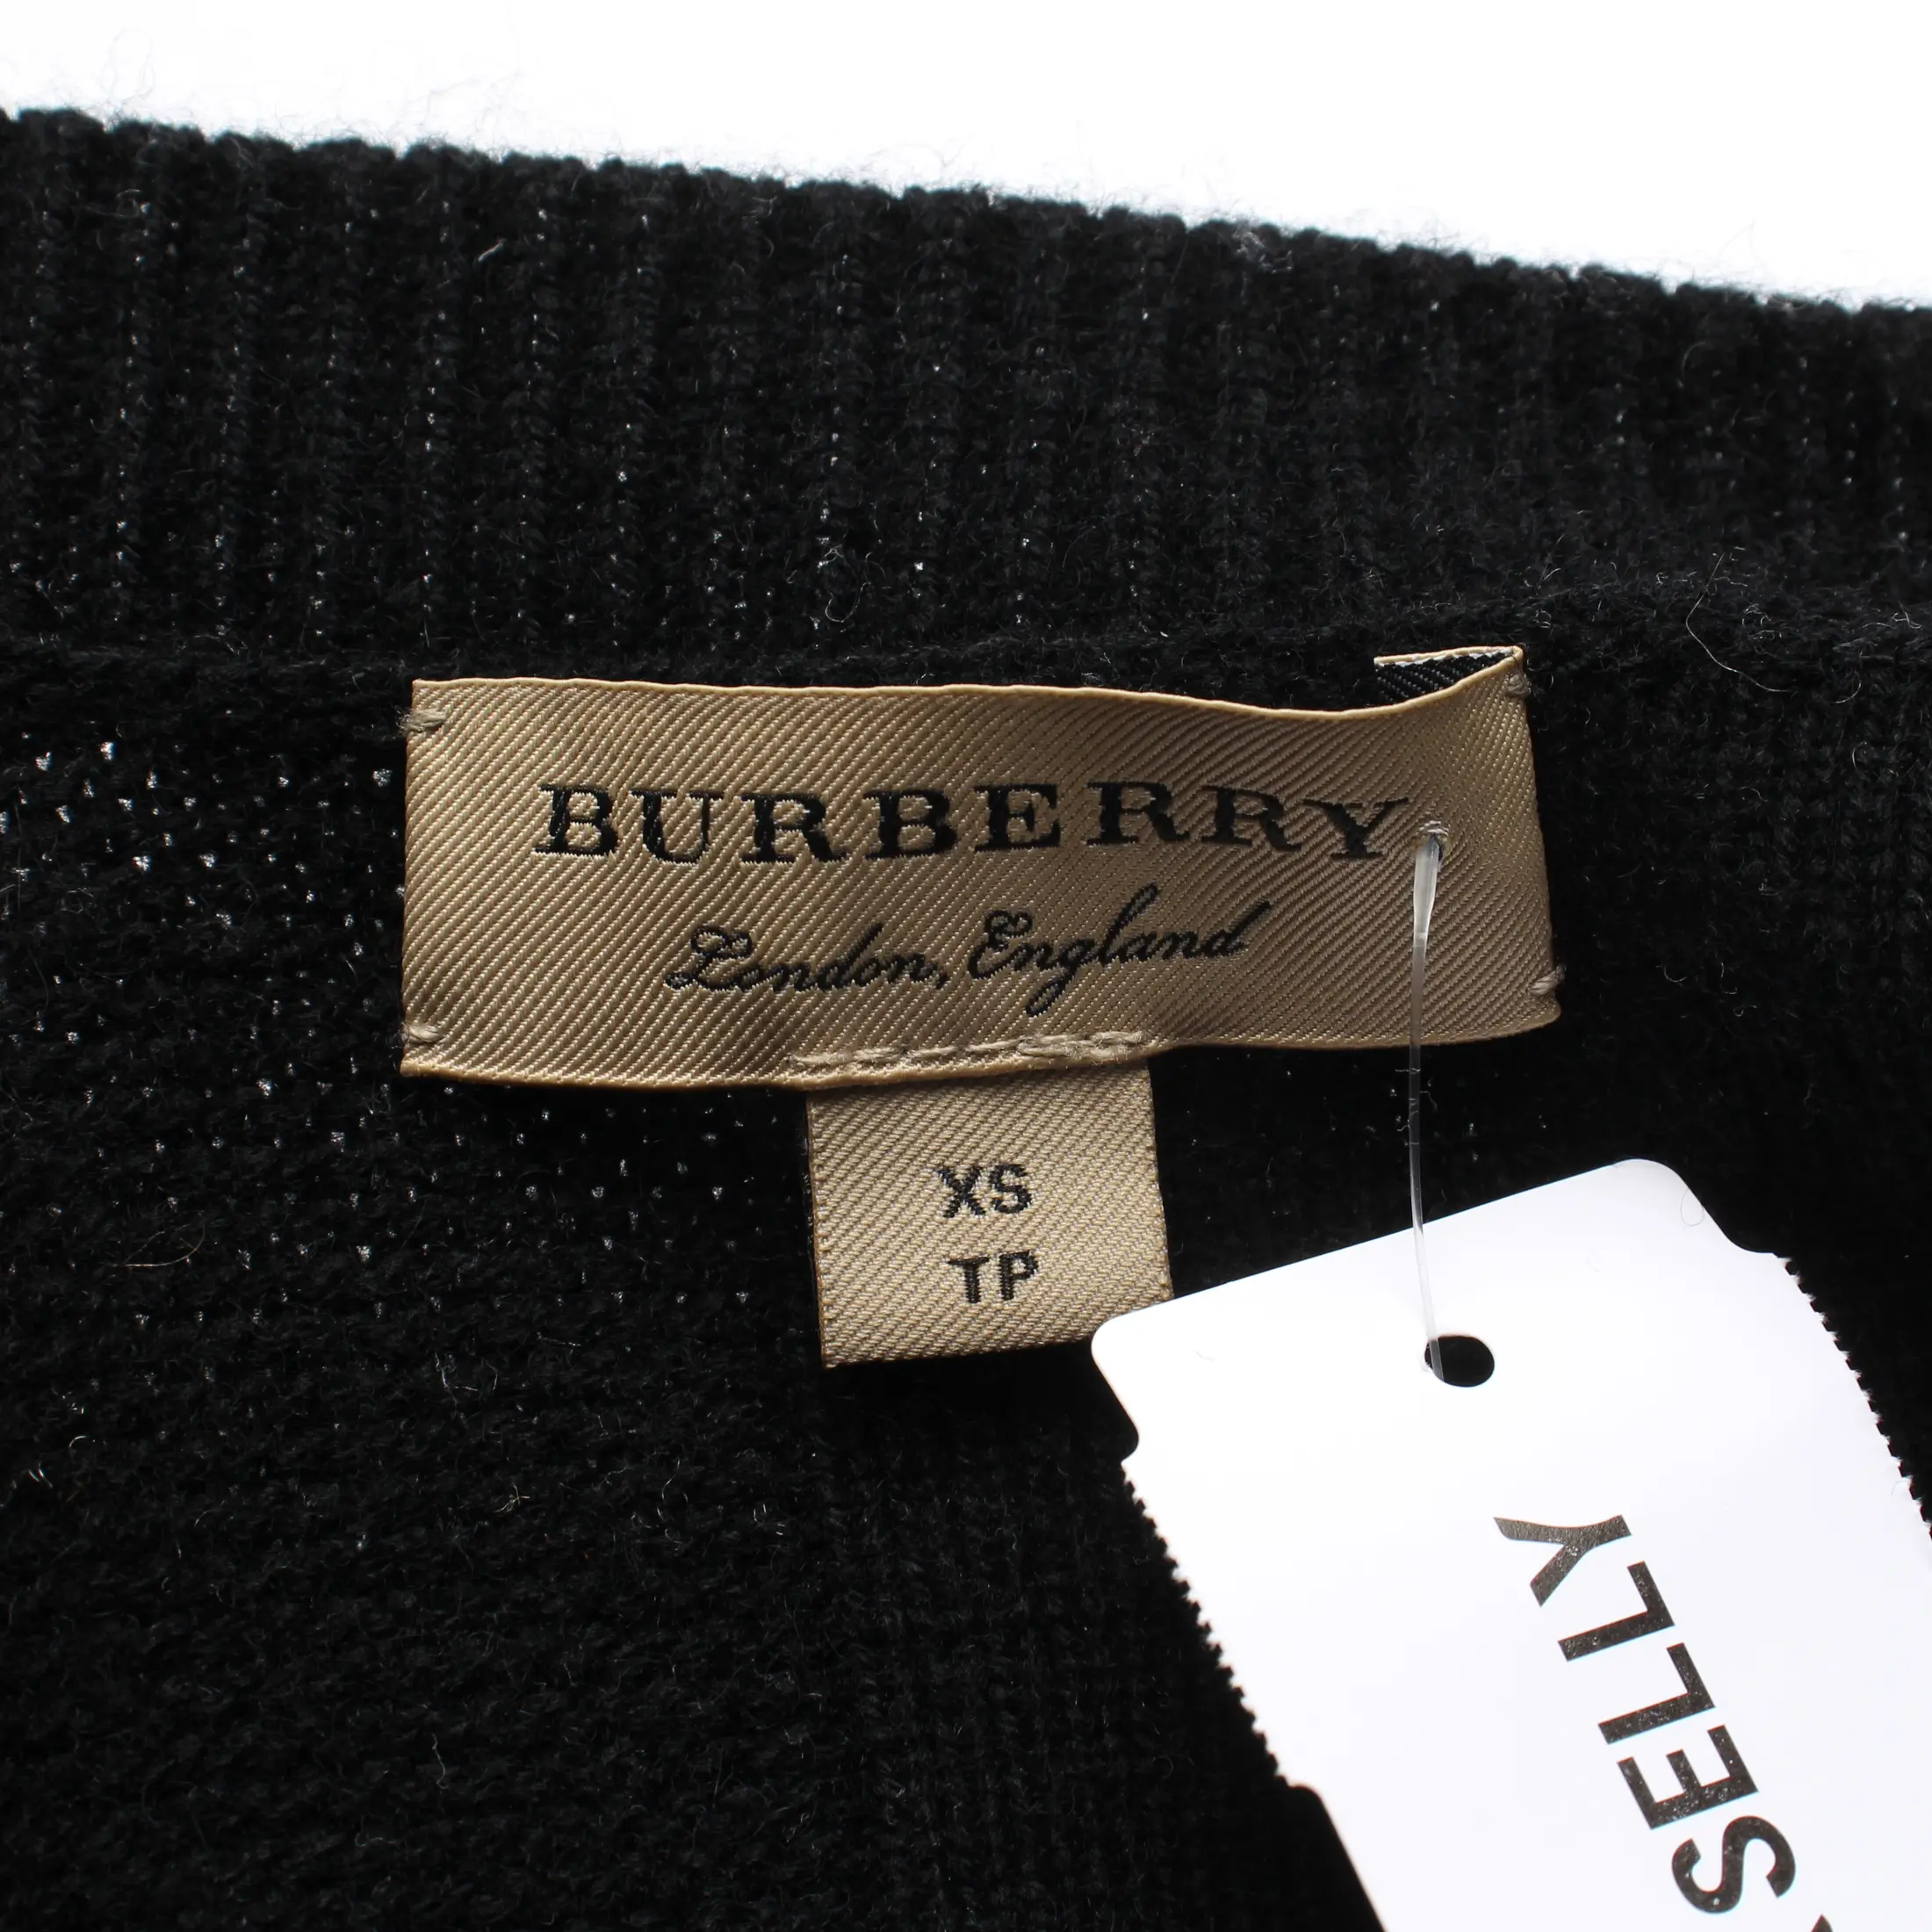 BURBERRY
London, England
XS
TP
SELLY